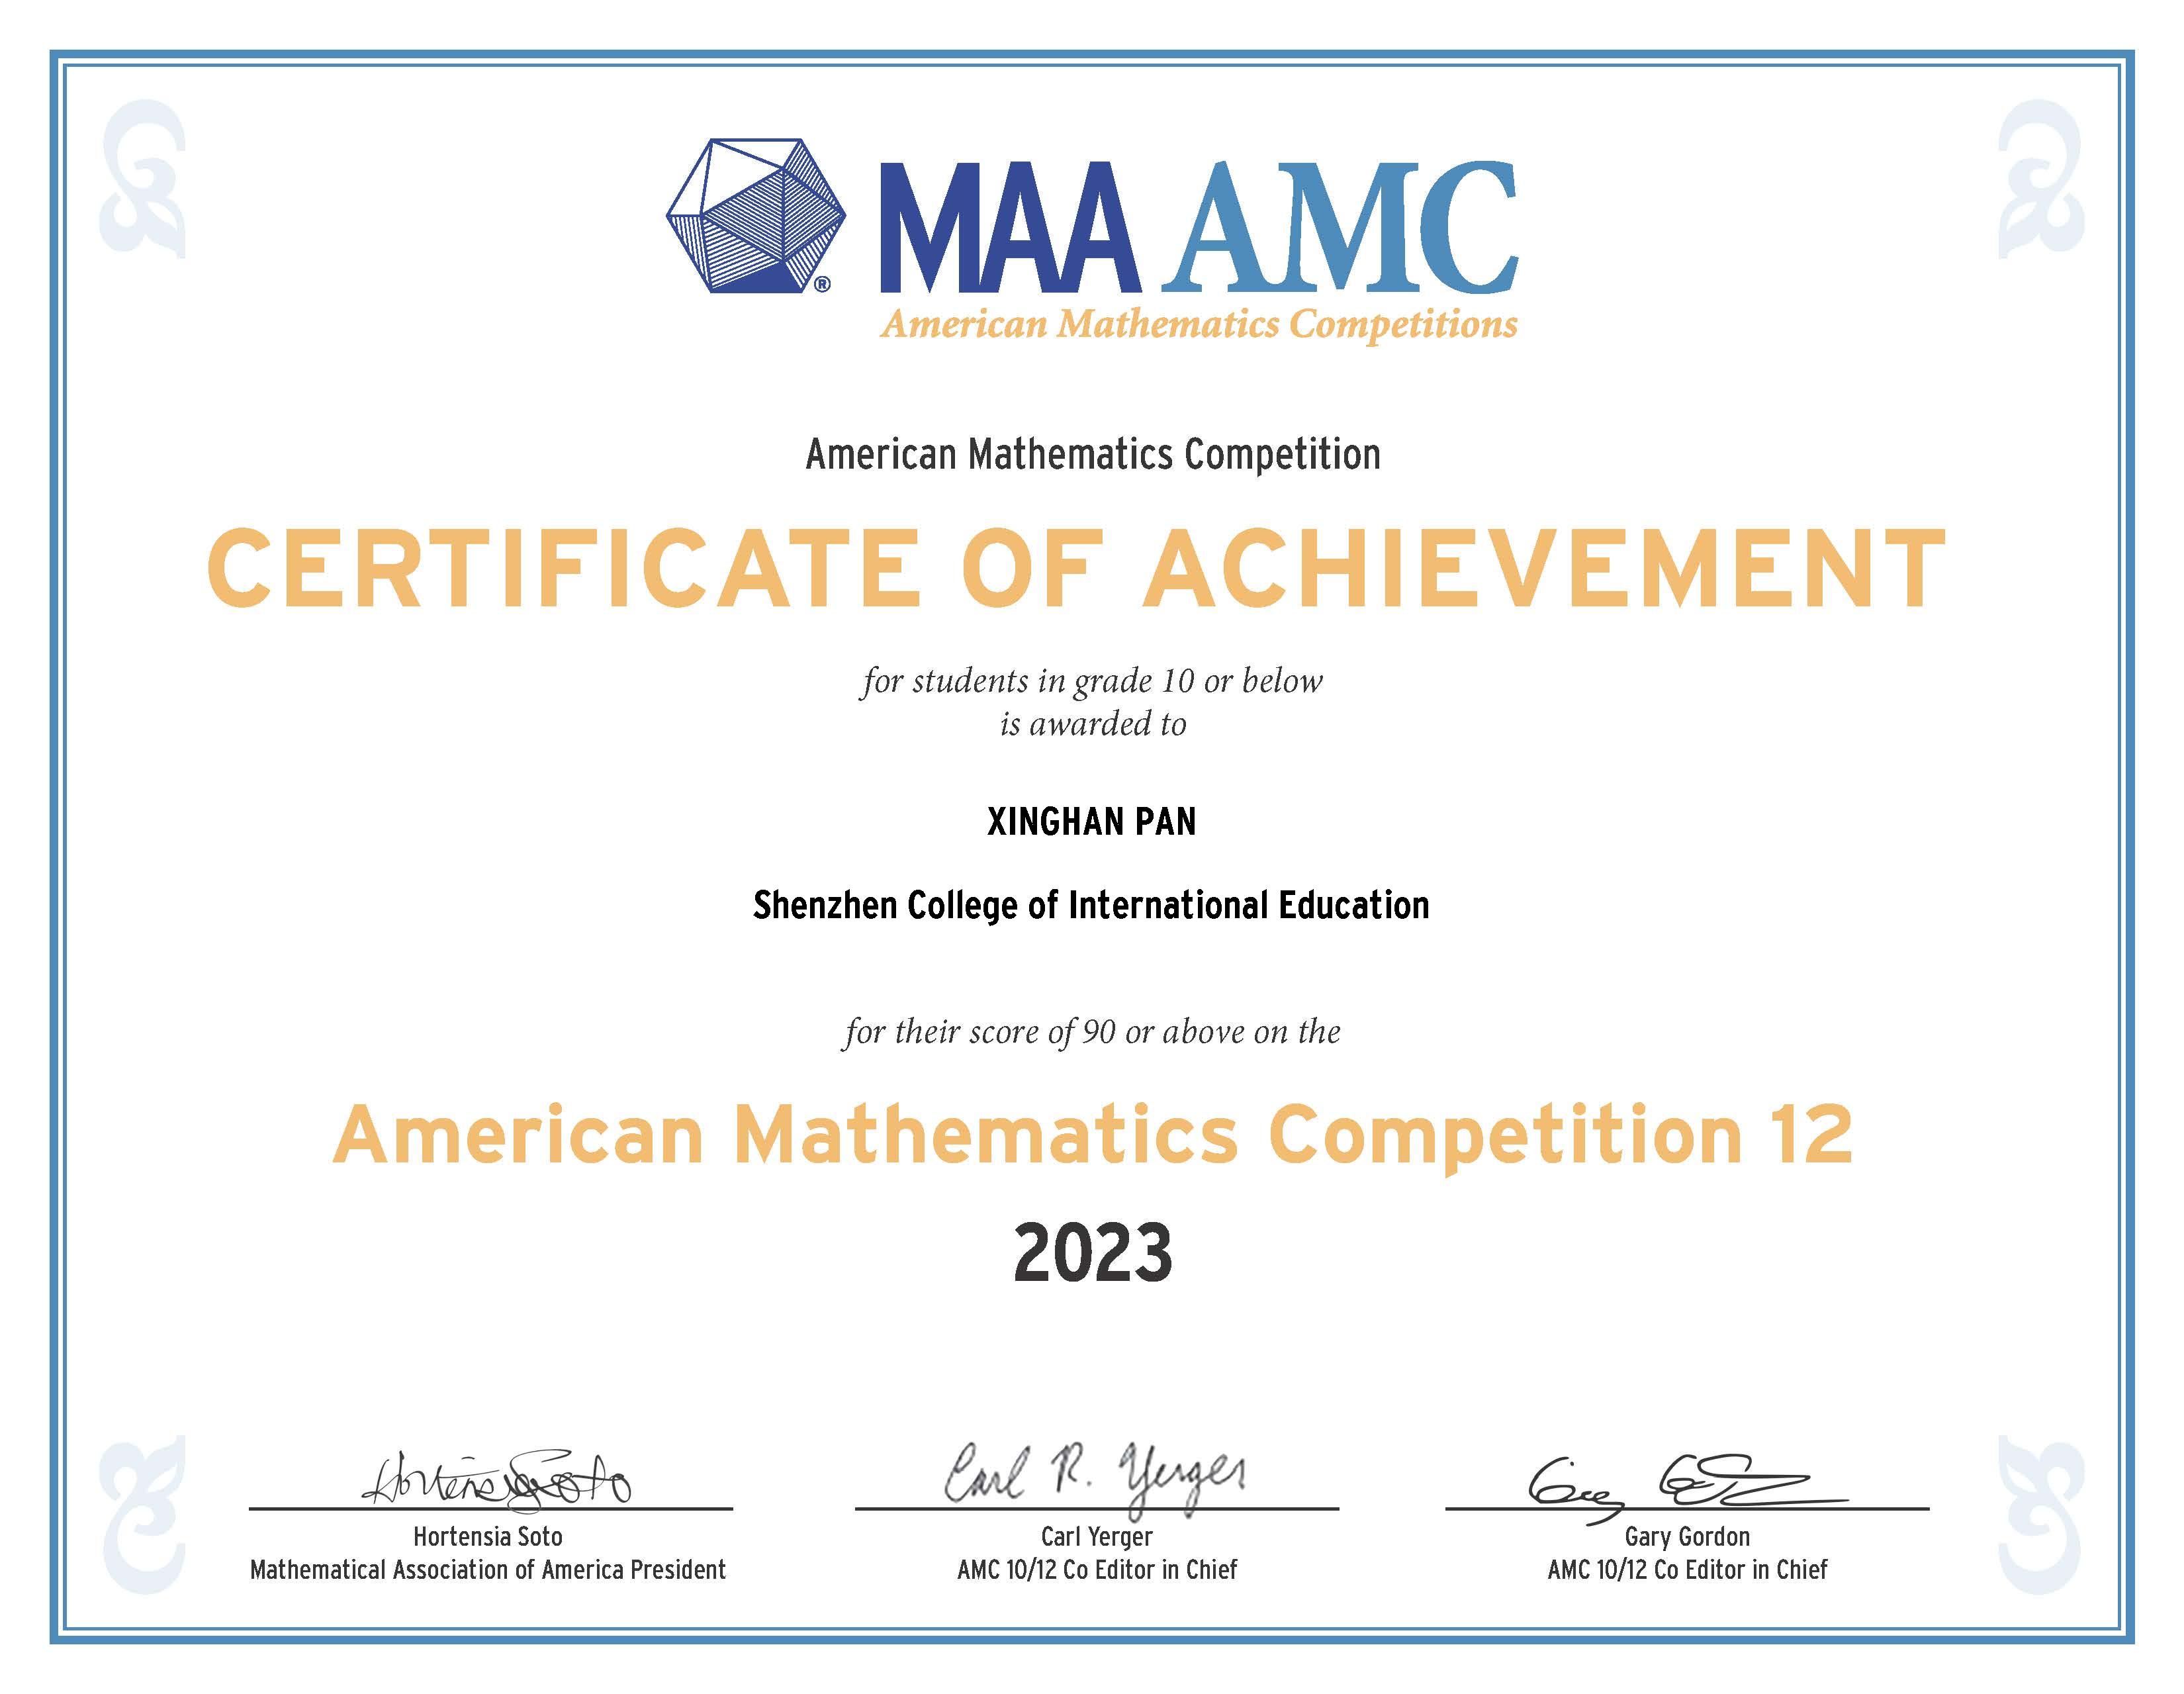 MAA AMC
American Mathematics Competitions
American Mathematics Competition
CERTIFICATE OF ACHIEVEMENT
for students in grade 10 or below
is awarded to
XINGHAN PAN
Shenzhen College of International Education
for their score of 90 or above on the
American Mathematics Competition 12
2023
Hortensia Soto
Carl R. Yerger
Hortensia Soto
Mathematical Association of America President
Carl Yerger
AMC 10/12 Co Editor in Chief
Gary Gordon
AMC 10/12 Co Editor in Chief